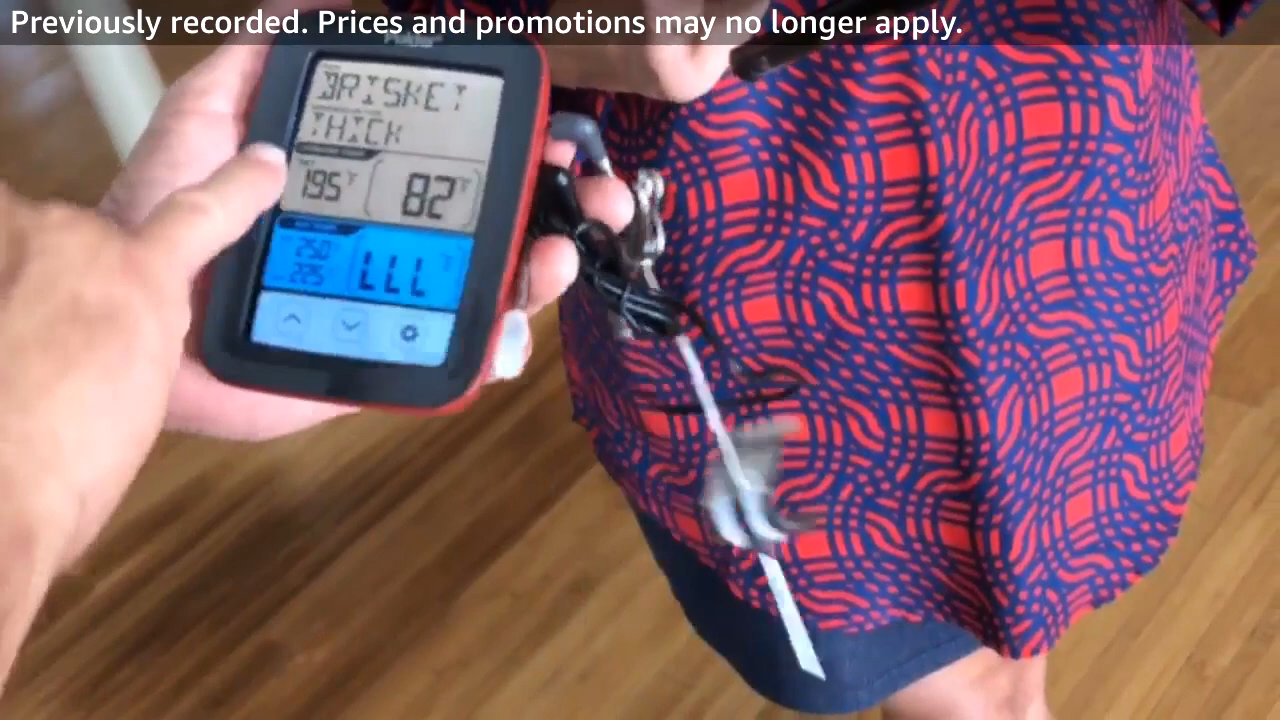 Previously recorded. Prices and promotions may no longer apply.
BRISKET
THICK
195°F 82°F
250
225 LLL °F